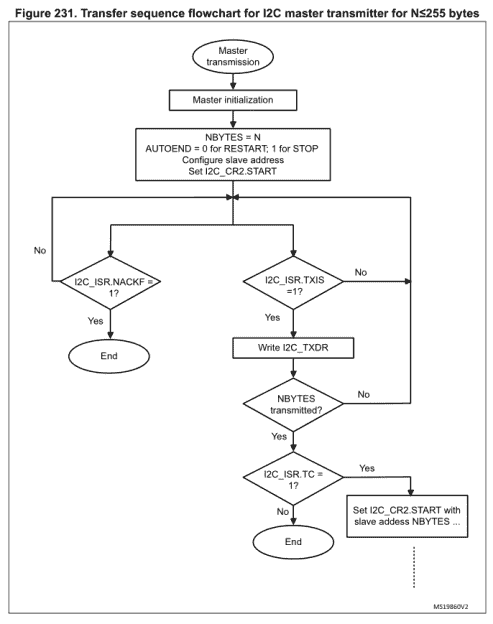 Figure 231. Transfer sequence flowchart for I2C master transmitter for N≤255 bytes
Master
transmission
Master initialization
NBYTES = N
AUTOEND = 0 for RESTART; 1 for STOP
Configure slave address
Set I2C_CR2.START
No
I2C_ISR.NACKF =
1?
Yes
End
I2C_ISR.TXIS
=1?
No
Yes
Write I2C_TXDR
NBYTES
transmitted?
No
Yes
I2C_ISR.TC =
1?
Yes
No
End
Set I2C_CR2.START with
slave addess NBYTES ...
MS19860V2